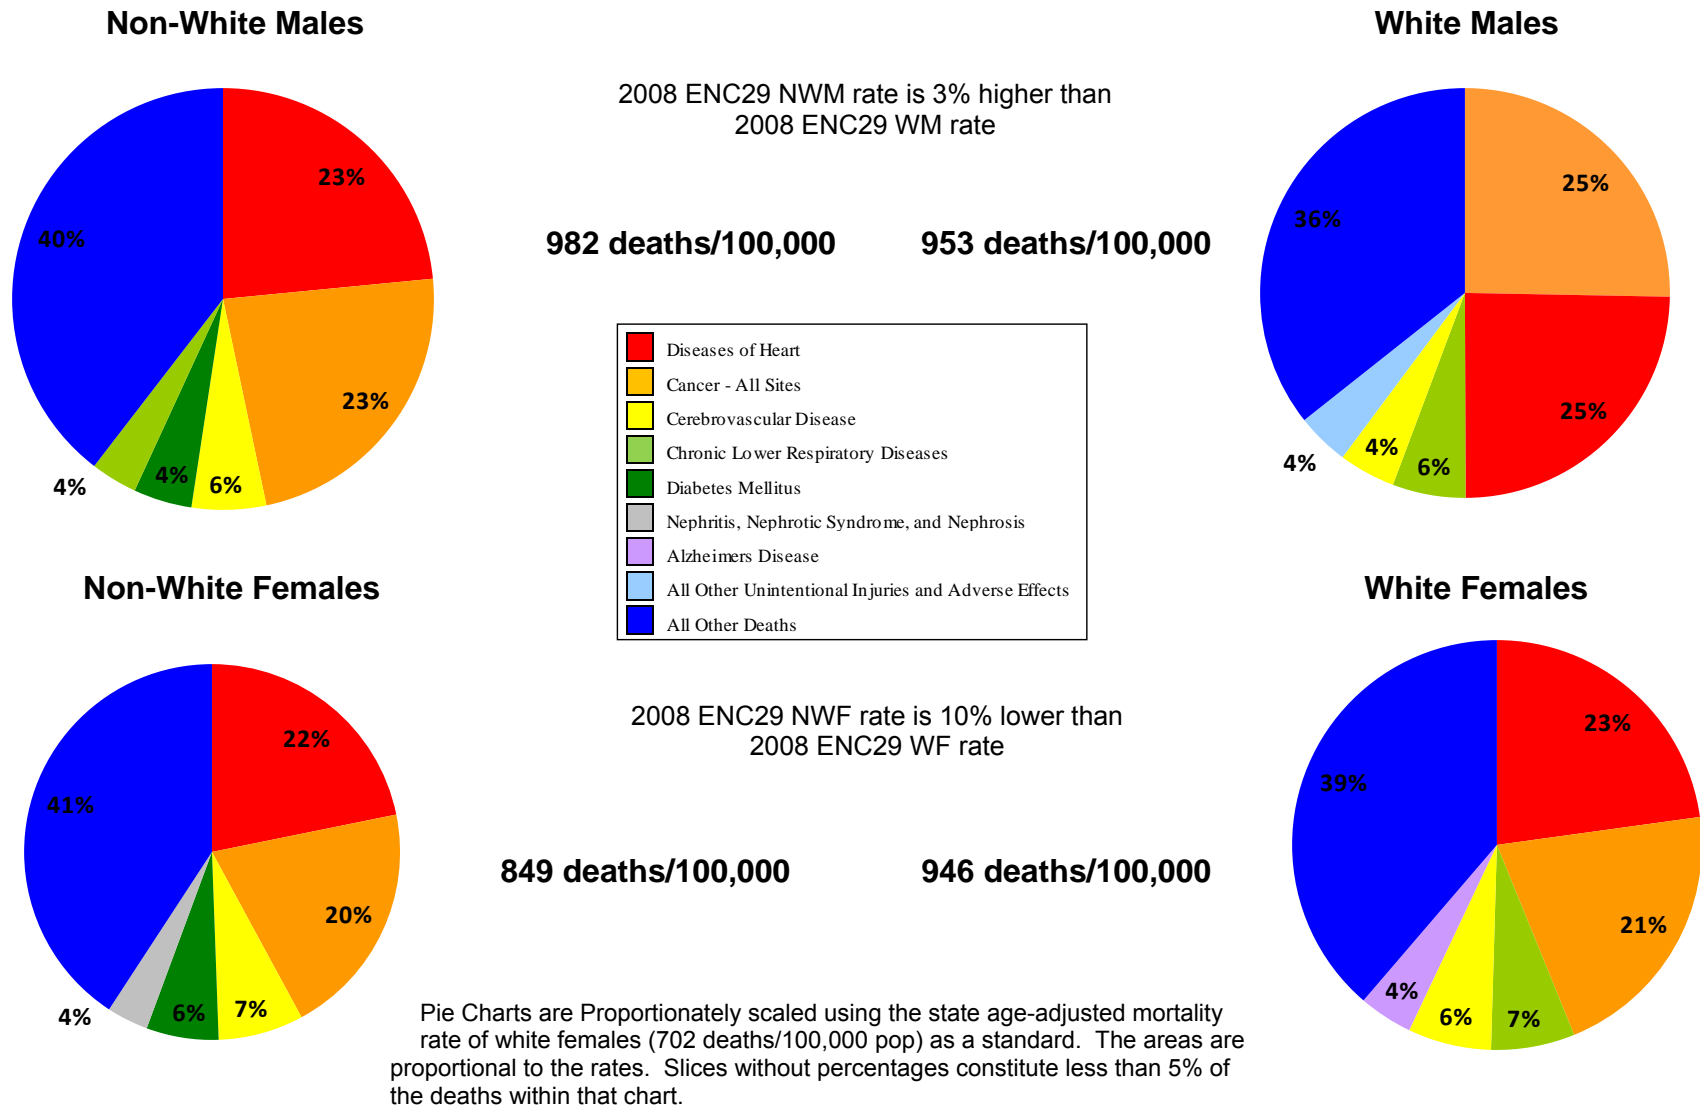 Non-White Males
White Males
2008 ENC29 NWM rate is 3% higher than
2008 ENC29 WM rate
23%
40%
23%
6%
4%
4%
982 deaths/100,000
953 deaths/100,000
25%
36%
25%
6%
4%
4%
Diseases of Heart
Cancer - All Sites
Cerebrovascular Disease
Chronic Lower Respiratory Diseases
Diabetes Mellitus
Nephritis, Nephrotic Syndrome, and Nephrosis
Alzheimers Disease
All Other Unintentional Injuries and Adverse Effects
All Other Deaths
Non-White Females
White Females
2008 ENC29 NWF rate is 10% lower than
2008 ENC29 WF rate
22%
41%
20%
7%
6%
4%
849 deaths/100,000
946 deaths/100,000
23%
39%
21%
7%
6%
4%
Pie Charts are Proportionately scaled using the state age-adjusted mortality
rate of white females (702 deaths/100,000 pop) as a standard.  The areas are
proportional to the rates.  Slices without percentages constitute less than 5% of
the deaths within that chart.